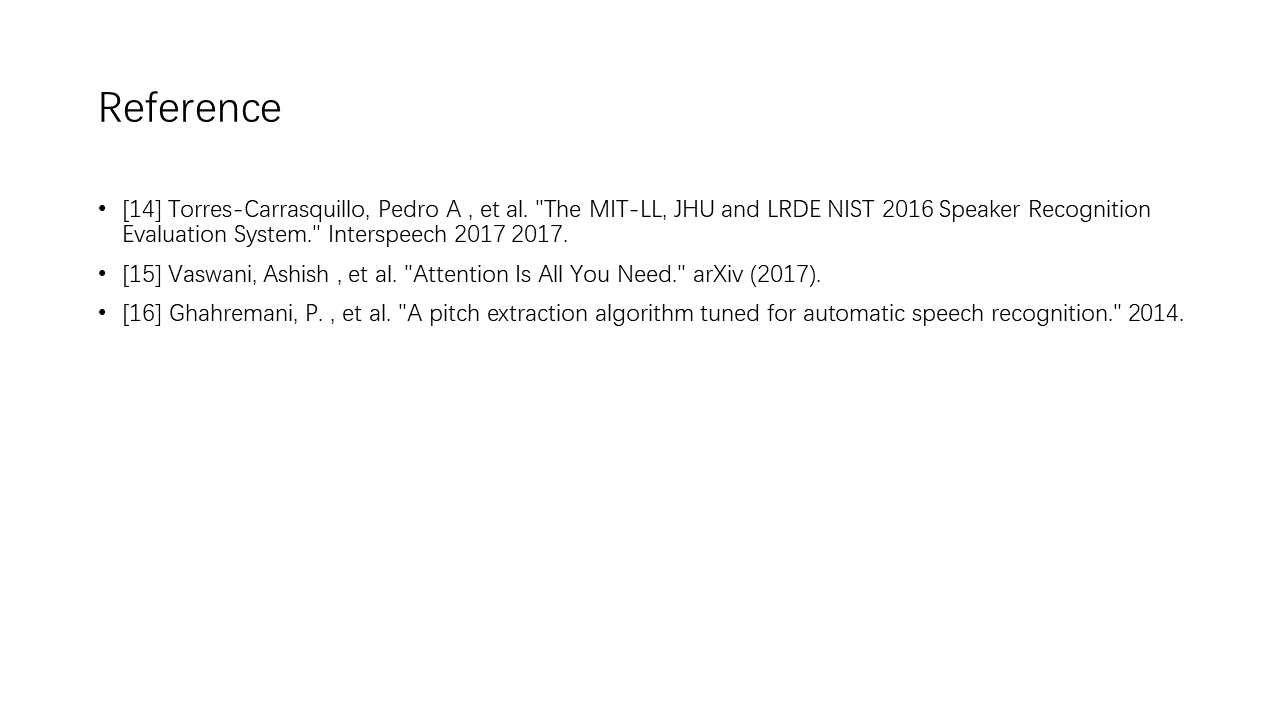 Reference
• [14] Torres-Carrasquillo, Pedro A , et al. "The MIT-LL, JHU and LRDE NIST 2016 Speaker Recognition
Evaluation System." Interspeech 2017 2017.
• [15] Vaswani, Ashish , et al. "Attention Is All You Need." arXiv (2017).
• [16] Ghahremani, P. , et al. "A pitch extraction algorithm tuned for automatic speech recognition." 2014.